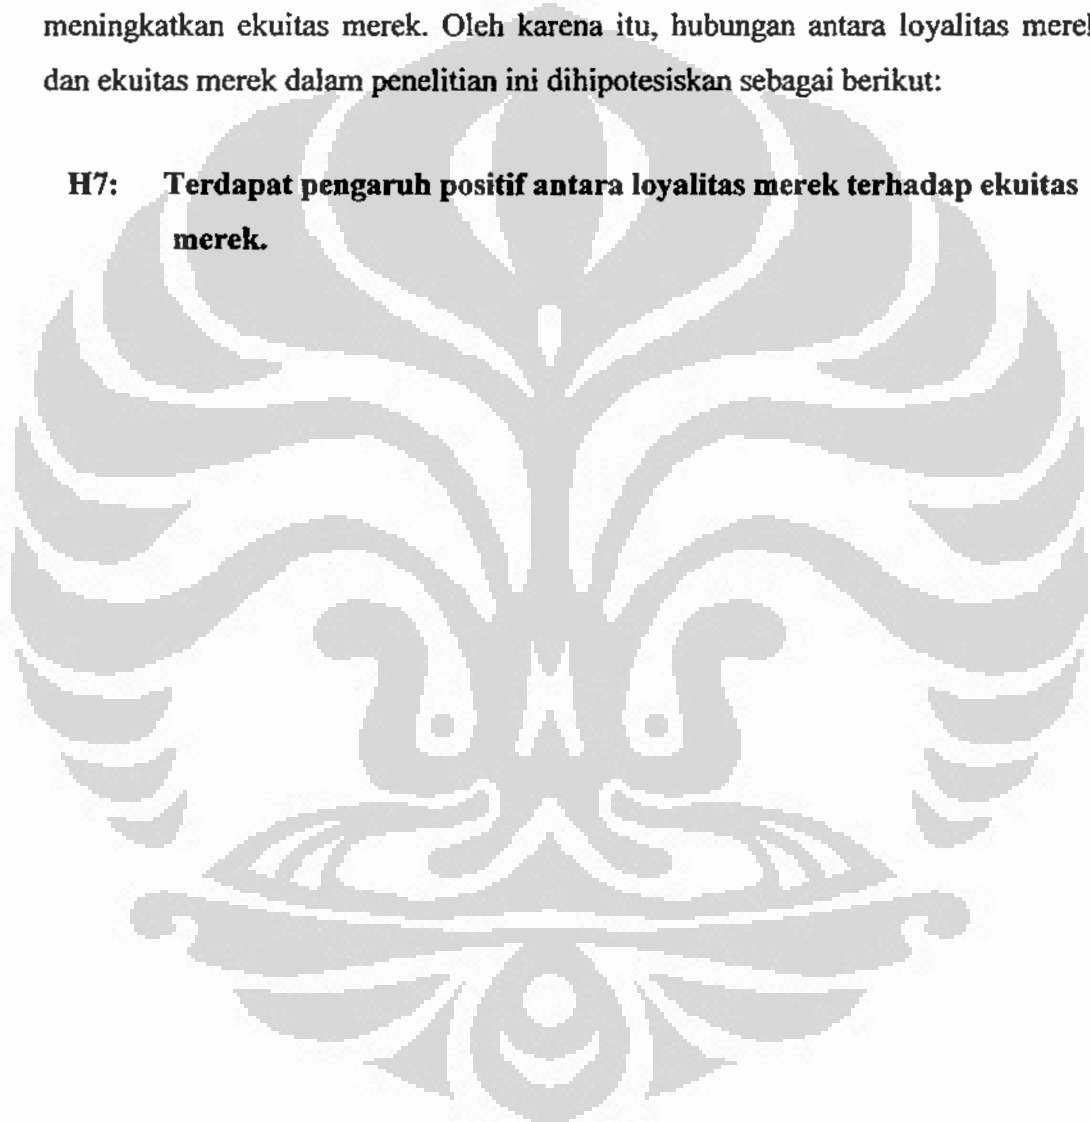 meningkatkan ekuitas merek. Oleh karena itu, hubungan antara loyalitas merek
dan ekuitas merek dalam penelitian ini dihipotesiskan sebagai berikut:
H7: Terdapat pengaruh positif antara loyalitas merek terhadap ekuitas
merek.